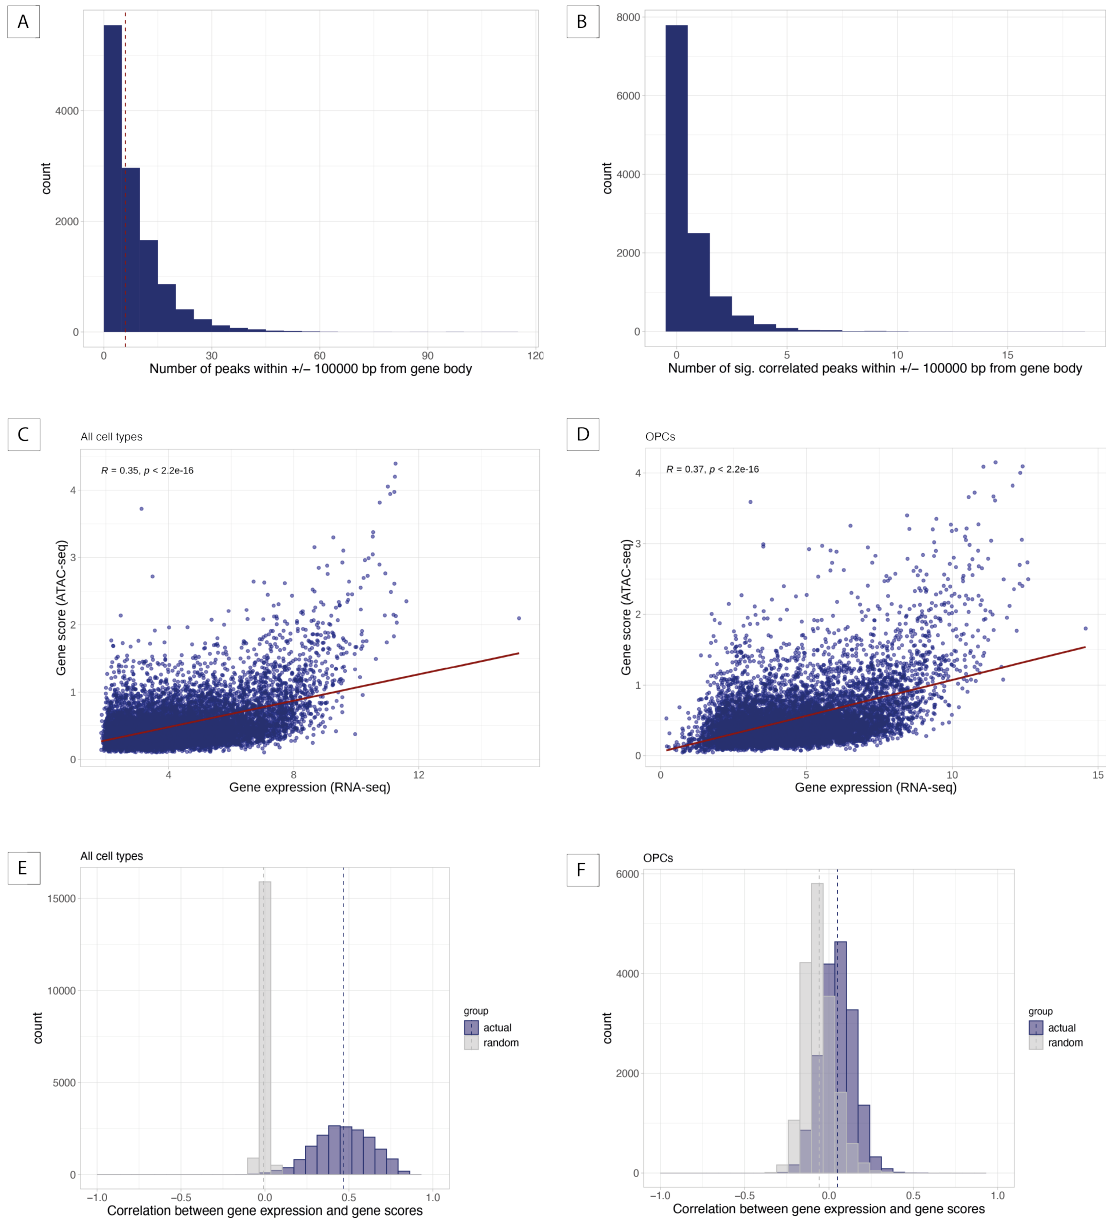 A
B
4000
2000
0
count
0
30
60
90
120
Number of peaks within +/− 100000 bp from gene body
8000
6000
4000
2000
0
count
0
5
10
15
Number of sig. correlated peaks within +/− 100000 bp from gene body
C
All cell types
R = 0.35, p < 2.2e-16
4
3
2
1
0
Gene score (ATAC-seq)
4
8
12
Gene expression (RNA-seq)
D
OPCs
R = 0.37, p < 2.2e-16
4
3
2
1
0
Gene score (ATAC-seq)
0
5
10
15
Gene expression (RNA-seq)
E
All cell types
15000
10000
5000
0
count
−1.0
−0.5
0.0
0.5
1.0
Correlation between gene expression and gene scores
group
actual
random
F
OPCs
6000
4000
2000
0
count
−1.0
−0.5
0.0
0.5
1.0
Correlation between gene expression and gene scores
group
actual
random